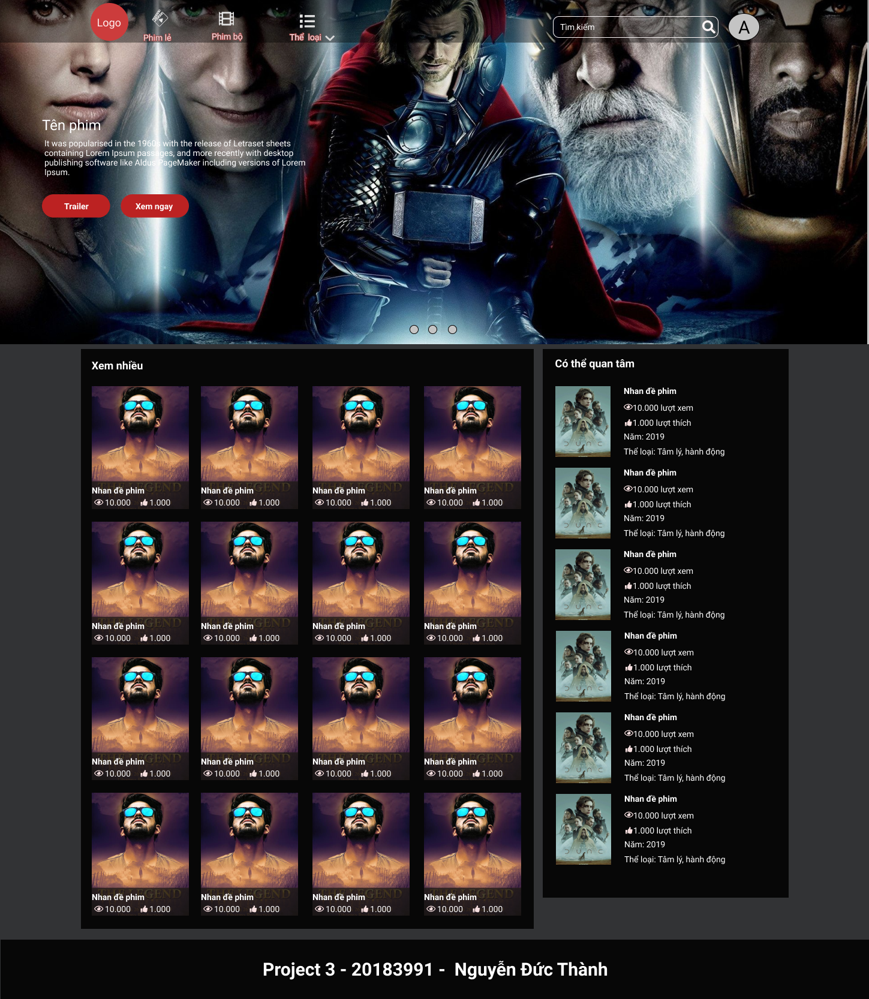 Logo
Phim lẻ
Phim bộ
Thể loại
Tìm kiếm
A
Tên phim
It was popularised in the 1960s with the release of Letraset sheets
containing Lorem Ipsum passages, and more recently with desktop
publishing software like Aldus PageMaker including versions of Lorem
Ipsum.
Trailer
Xem ngay
Xem nhiều
Nhan đề phim
10.000 1.000
Nhan đề phim
10.000 1.000
Nhan đề phim
10.000 1.000
Nhan đề phim
10.000 1.000
Nhan đề phim
10.000 1.000
Nhan đề phim
10.000 1.000
Nhan đề phim
10.000 1.000
Nhan đề phim
10.000 1.000
Nhan đề phim
10.000 1.000
Nhan đề phim
10.000 1.000
Nhan đề phim
10.000 1.000
Nhan đề phim
10.000 1.000
Nhan đề phim
10.000 1.000
Nhan đề phim
10.000 1.000
Nhan đề phim
10.000 1.000
Nhan đề phim
10.000 1.000
Có thể quan tâm
DUNE
Nhan đề phim
10.000 lượt xem
1.000 lượt thích
Năm: 2019
Thể loại: Tâm lý, hành động
DUNE
Nhan đề phim
10.000 lượt xem
1.000 lượt thích
Năm: 2019
Thể loại: Tâm lý, hành động
DUNE
Nhan đề phim
10.000 lượt xem
1.000 lượt thích
Năm: 2019
Thể loại: Tâm lý, hành động
DUNE
Nhan đề phim
10.000 lượt xem
1.000 lượt thích
Năm: 2019
Thể loại: Tâm lý, hành động
DUNE
Nhan đề phim
10.000 lượt xem
1.000 lượt thích
Năm: 2019
Thể loại: Tâm lý, hành động
DUNE
Nhan đề phim
10.000 lượt xem
1.000 lượt thích
Năm: 2019
Thể loại: Tâm lý, hành động
Project 3 - 20183991 - Nguyễn Đức Thành